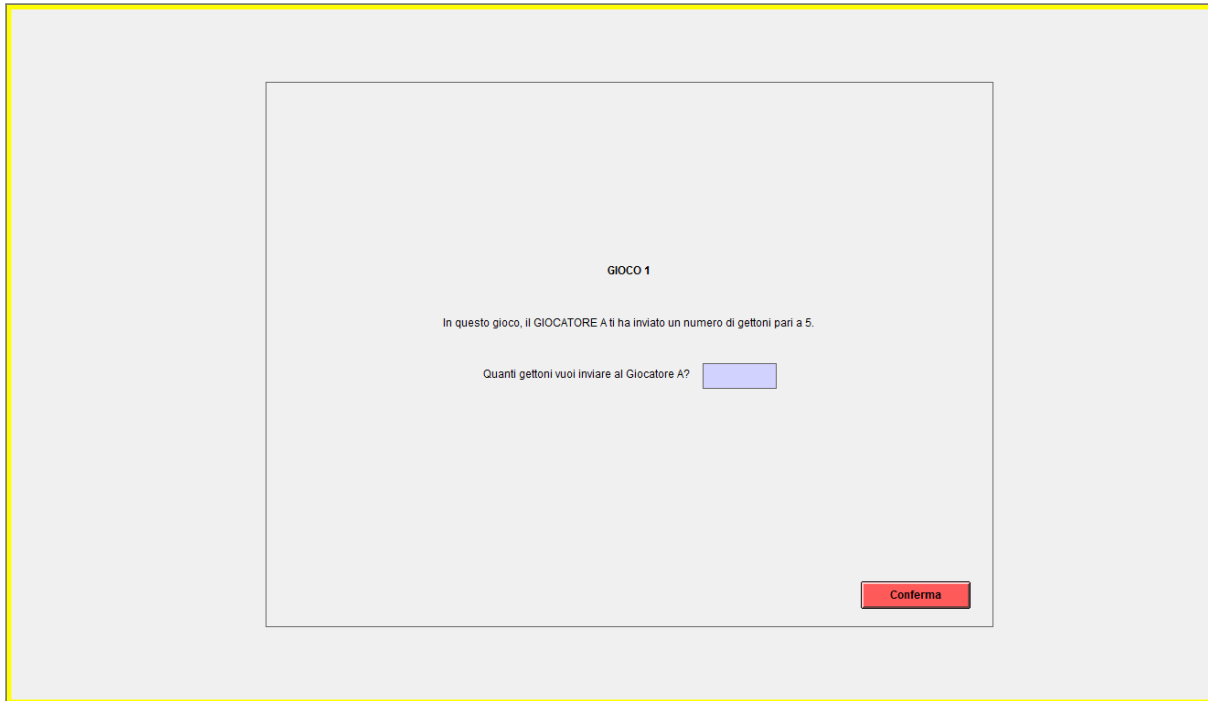 GIOCO 1
In questo gioco, il GIOCATORE A ti ha inviato un numero di gettoni pari a 5.
Quanti gettoni vuoi inviare al Giocatore A?
Conferma